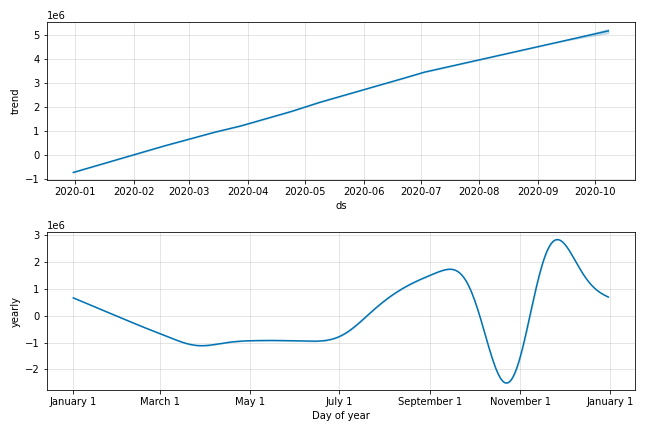 1e6
5
4
3
2
1
0
−1
trend
2020-01 2020-02 2020-03 2020-04 2020-05 2020-06 2020-07 2020-08 2020-09 2020-10
ds
1e6
3
2
1
0
−1
−2
yearly
January 1 March 1 May 1 July 1 September 1 November 1 January 1
Day of year